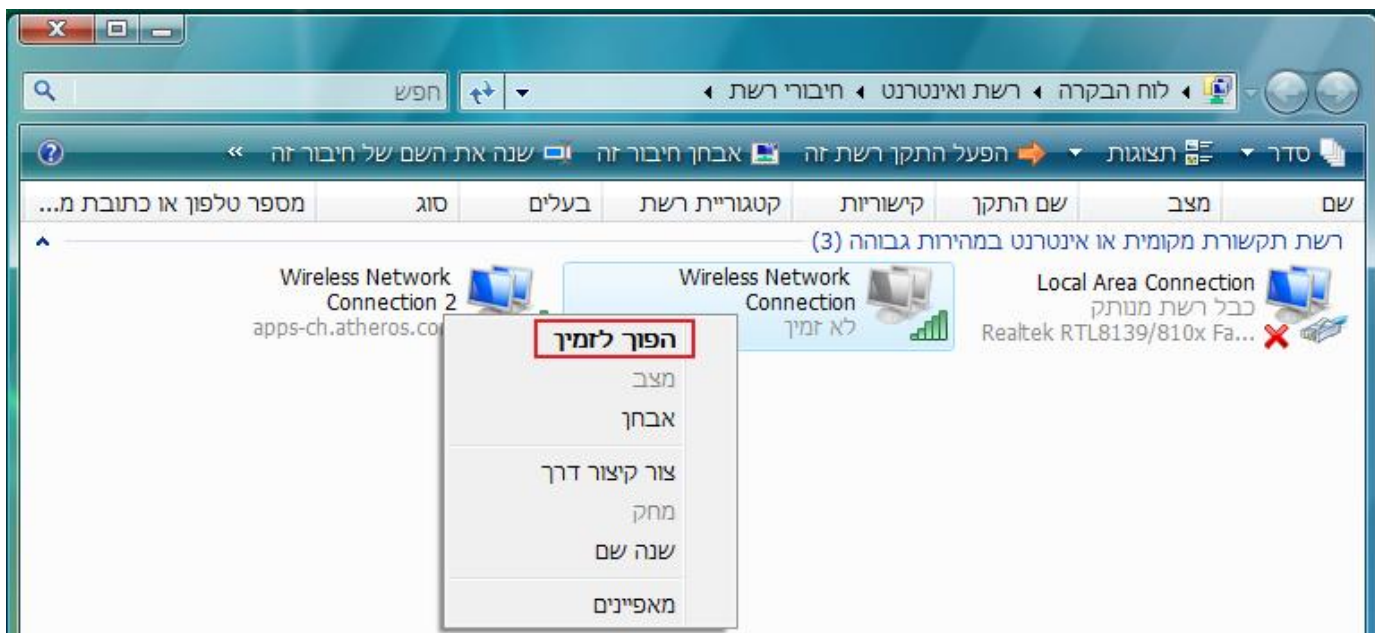 לוח הבקרה רשת ואינטרנט חיבורי רשת
חפש
סדר תצוגות הפעל התקן רשת זה אבחן חיבור זה שנה את השם של חיבור זה »
שם מצב שם התקן קישוריות קטגוריית רשת בעלים סוג מספר טלפון או כתובת מ...
רשת תקשורת מקומית או אינטרנט במהירות גבוהה (3)
Local Area Connection
כבל רשת מנותק
Realtek RTL8139/810x Fa...
Wireless Network
Connection
לא זמין
Wireless Network
Connection 2
apps-ch.atheros.co
הפוך לזמין
מצב
אבחן
צור קיצור דרך
מחק
שנה שם
מאפיינים